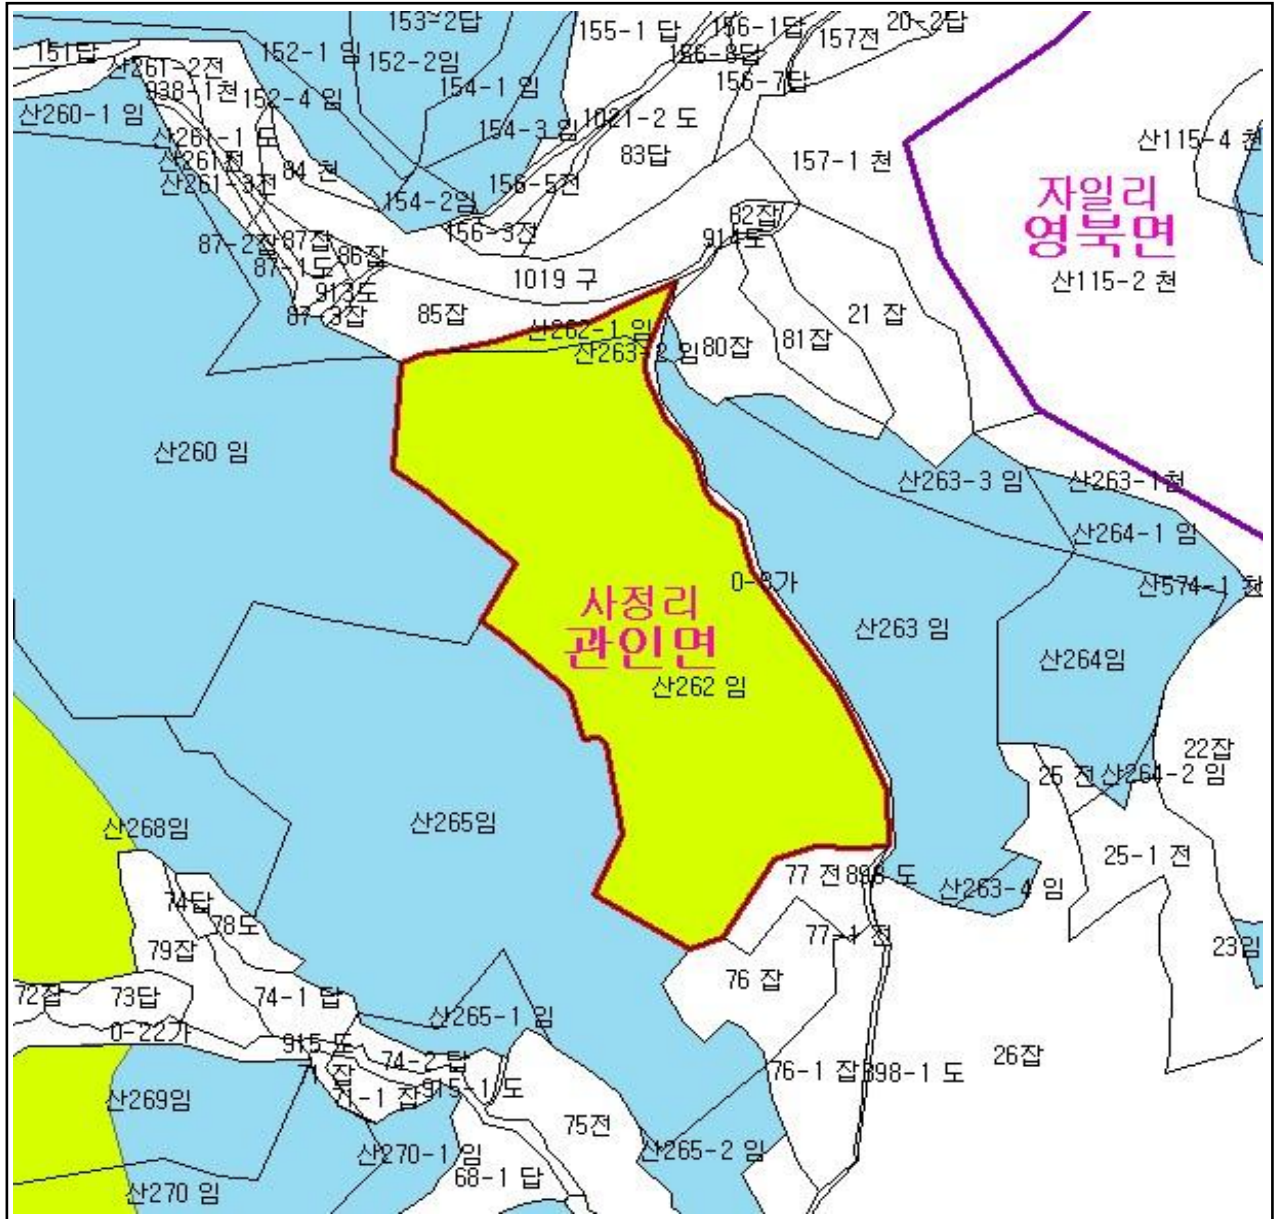 153-2답
155-1 답
156-1답
20-2답
151답
152-1 임
156-8답
157전
산261-2전
152-2임
156-7답
938-1천
152-4 임
154-1 임
산260-1 임
1021-2 도
154-3 임
산261-1 도
산115-4 천
산261전
84 천
83답
157-1 천
산261-3전
156-5전
자일리
154-2임
82잡
영북면
156-3전
87-2잡
87잡
914도
86잡
87-1도
1019 구
산115-2 천
913도
87-3잡
85잡
21 잡
산262-1 임
81잡
산263-2 임
80잡
산260 임
산263-3 임
산263-1천
산264-1 임
0-8가
산574-1 천
사정리
산263 임
관인면
산264임
산262 임
22잡
25 전
산264-2 임
산268임
산265임
25-1 전
77 전
898 도
산263-4 임
74답
78도
77-1 전
79잡
23임
76 잡
72잡
73답
74-1 답
산265-1 임
0-22가
915 도
26잡
74-2 답
71 잡
76-1 잡
898-1 도
915-1 도
71-1 잡
산269임
75전
산270-1 임
산265-2 임
68-1 답
산270 임